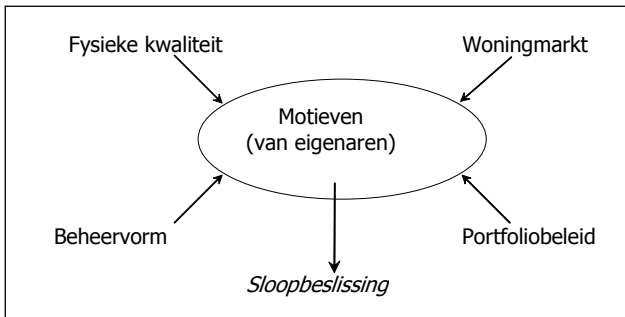 Fysieke kwaliteit
Woningmarkt
Motieven
(van eigenaren)
Beheervorm
Portfoliobeleid
Sloopbeslissing